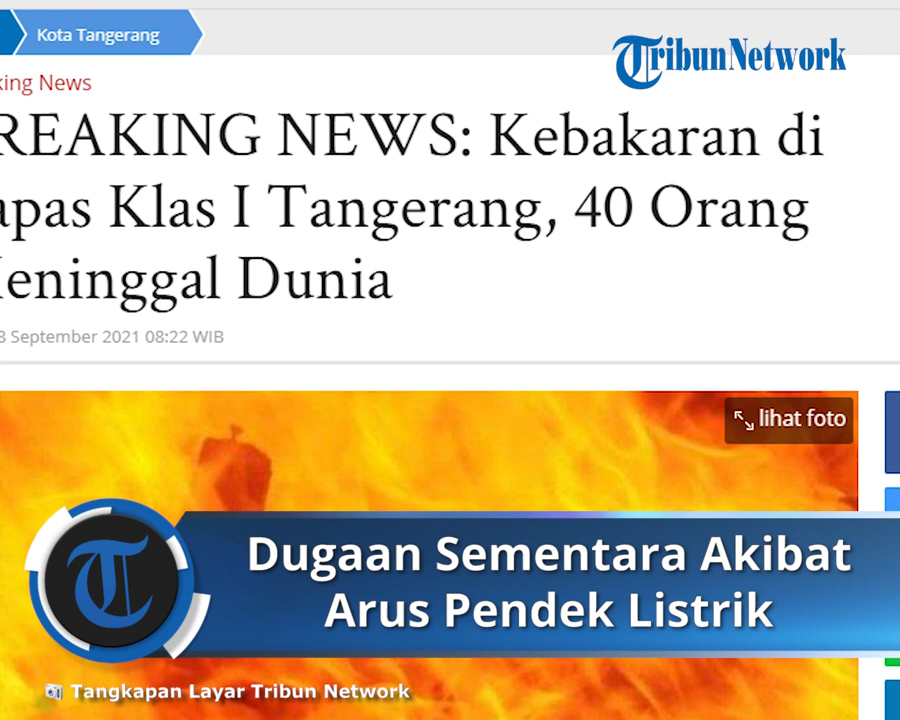 Kota Tangerang
TribunNetwork
king News
REAKING NEWS: Kebakaran di
apas Klas I Tangerang, 40 Orang
eninggal Dunia
8 September 2021 08:22 WIB
lihat foto
Dugaan Sementara Akibat
Arus Pendek Listrik
Tangkapan Layar Tribun Network